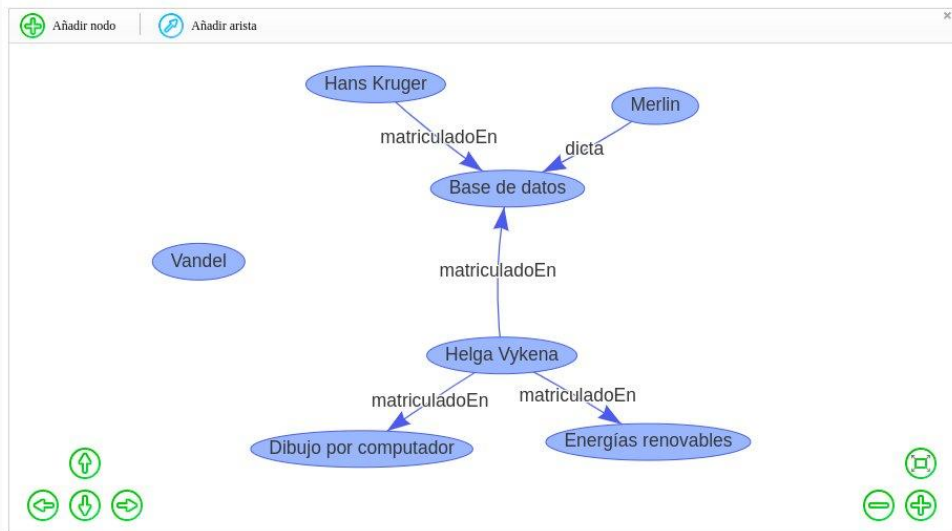 Añadir nodo
Añadir arista
Hans Kruger
Merlin
matriculadoEn
dicta
Base de datos
Vandel
matriculadoEn
Helga Vykena
matriculadoEn
matriculadoEn
Dibujo por computador
Energías renovables